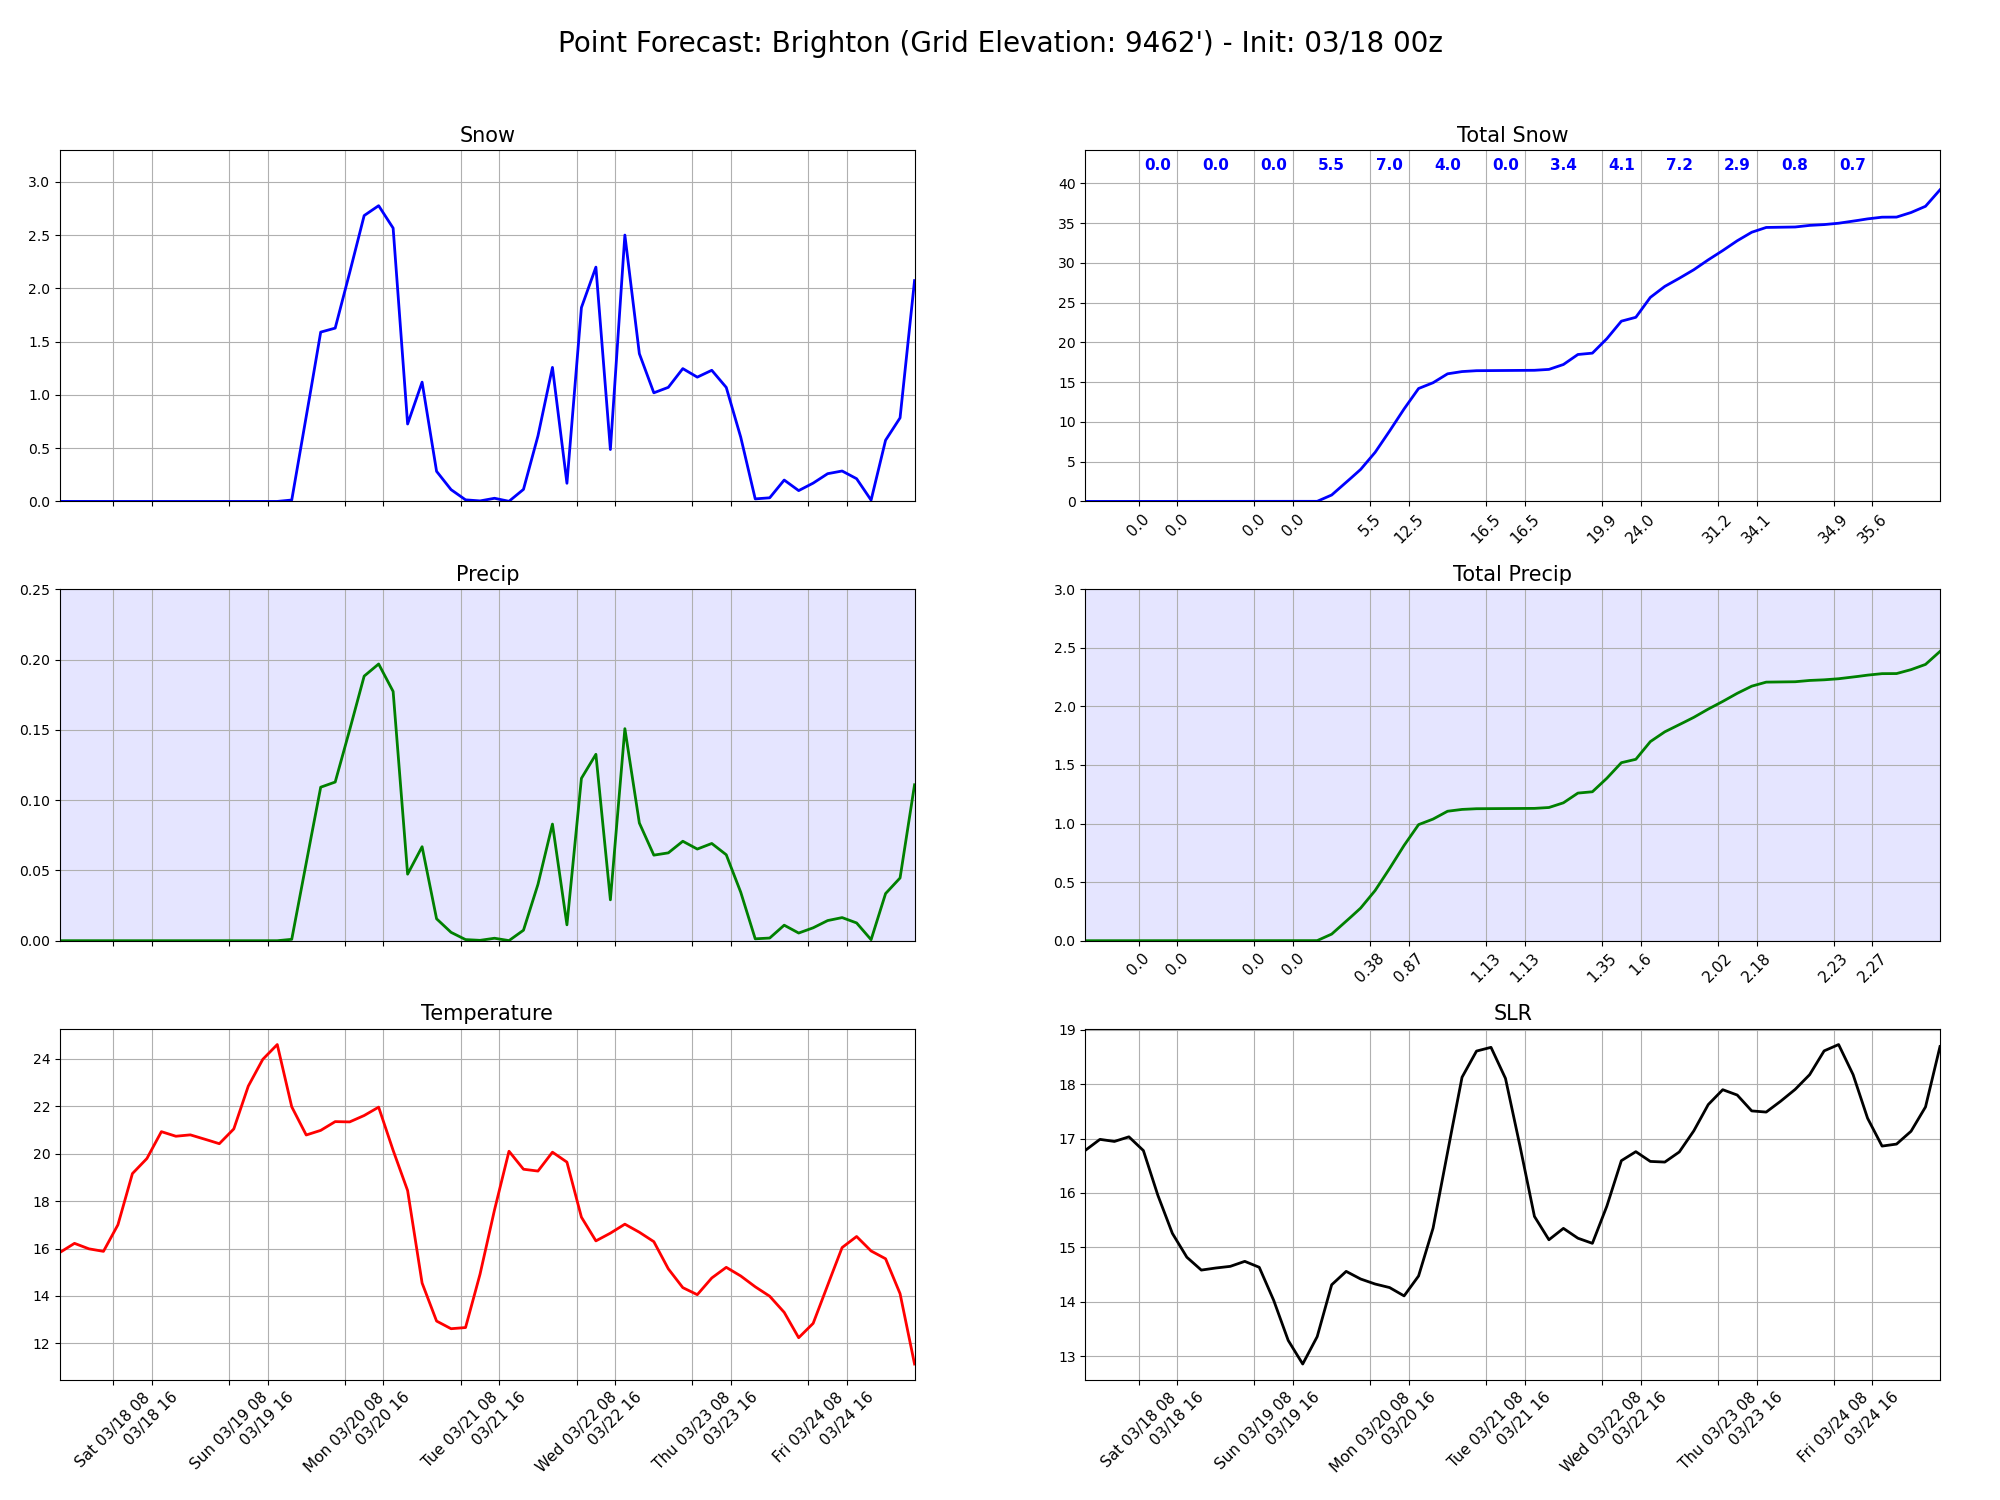 Point Forecast: Brighton (Grid Elevation: 9462') - Init: 03/18 00z
Snow
3.0
2.5
2.0
1.5
1.0
0.5
0.0
Total Snow
0.0 0.0 0.0 5.5 7.0 4.0 0.0 3.4 4.1 7.2 2.9 0.8 0.7
40
35
30
25
20
15
10
5
0
0.0 0.0 0.0 0.0 5.5 12.5 16.5 16.5 19.9 24.0 31.2 34.1 34.9 35.6
Precip
0.25
0.20
0.15
0.10
0.05
0.00
Total Precip
3.0
2.5
2.0
1.5
1.0
0.5
0.0
0.0 0.0 0.0 0.0 0.38 0.87 1.13 1.13 1.35 1.6 2.02 2.18 2.23 2.27
Temperature
24
22
20
18
16
14
12
Sat 03/18 08
03/18 16
Sun 03/19 08
03/19 16
Mon 03/20 08
03/20 16
Tue 03/21 08
03/21 16
Wed 03/22 08
03/22 16
Thu 03/23 08
03/23 16
Fri 03/24 08
03/24 16
SLR
19
18
17
16
15
14
13
Sat 03/18 08
03/18 16
Sun 03/19 08
03/19 16
Mon 03/20 08
03/20 16
Tue 03/21 08
03/21 16
Wed 03/22 08
03/22 16
Thu 03/23 08
03/23 16
Fri 03/24 08
03/24 16